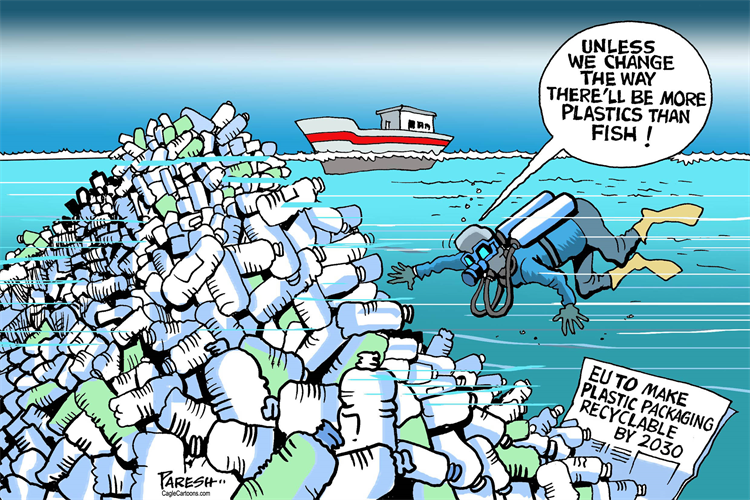 UNLESS
WE CHANGE
THE WAY
THERE'LL BE MORE
PLASTICS THAN
FISH !
EU TO MAKE
PLASTIC PACKAGING
RECYCLABLE
BY 2030
PARESH..
CagleCartoons.com